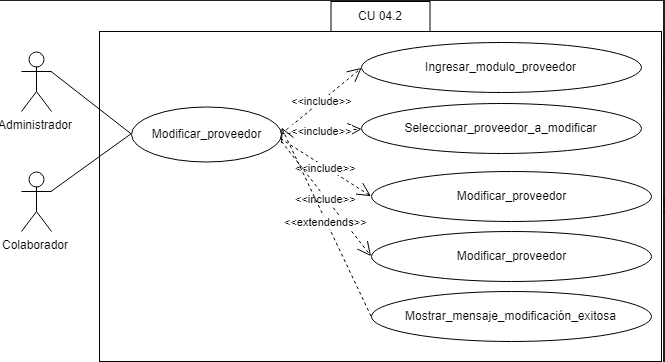 CU 04.2
Ingresar_modulo_proveedor
<<include>>
Administrador
Modificar_proveedor
<<include>>
Seleccionar_proveedor_a_modificar
<<include>>
Modificar_proveedor
<<include>>
<<extendends>>
Colaborador
Modificar_proveedor
Mostrar_mensaje_modificación_exitosa